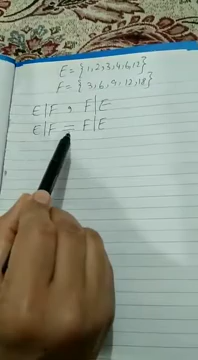 E = {1,2,3,4,6,12}
F = {3,6,9,12,18}
E|F , F|E
E|F = F|E